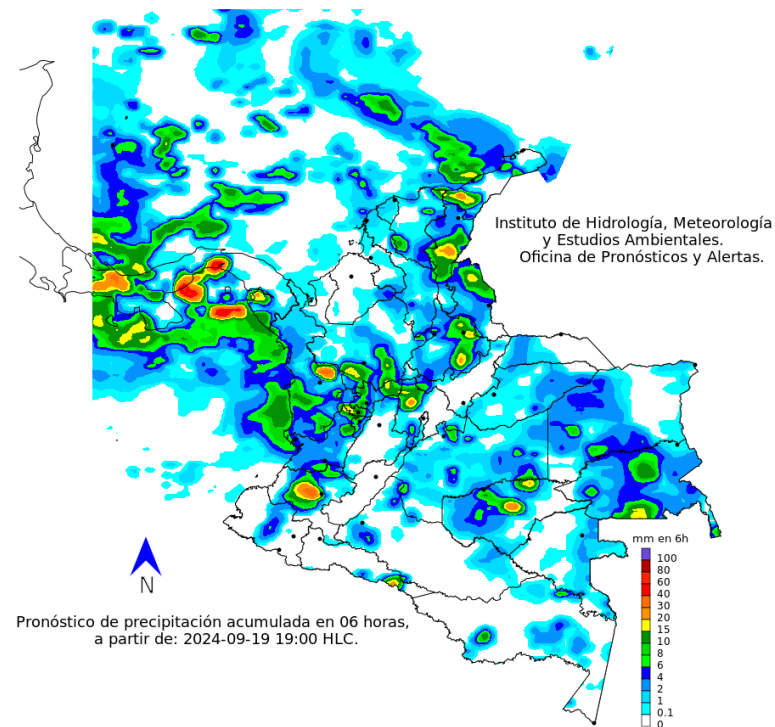 Instituto de Hidrología, Meteorología
y Estudios Ambientales.
Oficina de Pronósticos y Alertas.
N
Pronóstico de precipitación acumulada en 06 horas,
a partir de: 2024-09-19 19:00 HLC.
mm en 6h
100
80
60
40
30
20
15
10
8
6
4
2
1
0.1
0